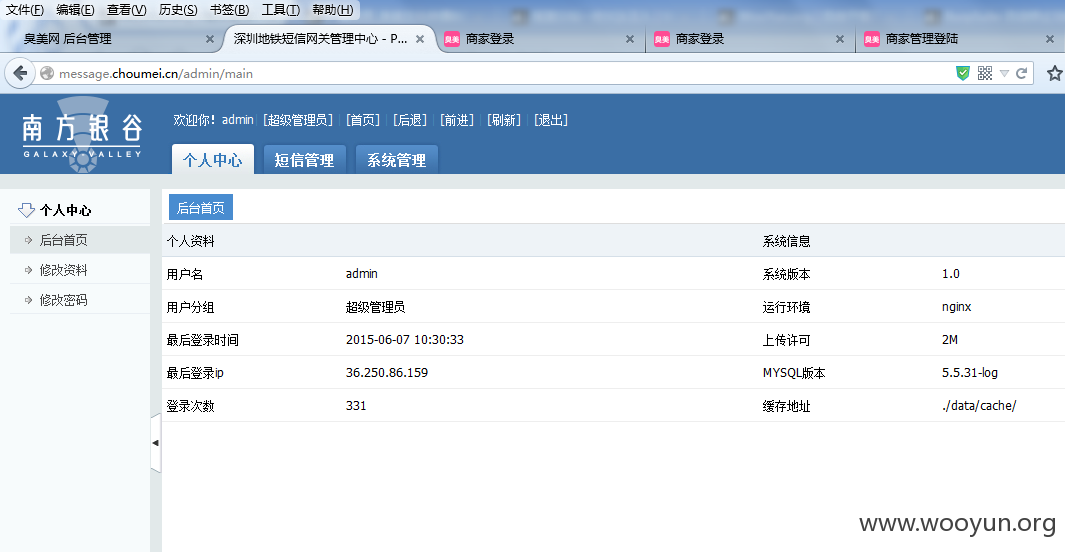 文件(F) 编辑(E) 查看(V) 历史(S) 书签(B) 工具(T) 帮助(H)
臭美网 后台管理 × 深圳地铁短信网关管理中心 - P... × 臭美 商家登录 × 臭美 商家登录 × 臭美 商家管理登陆 ×
message.choumei.cn/admin/main
南方银谷
GALAXY VALLEY
欢迎你! admin [超级管理员] [首页] [后退] [前进] [刷新] [退出]
个人中心 短信管理 系统管理
个人中心
后台首页
修改资料
修改密码
后台首页
个人资料 系统信息
用户名 admin 系统版本 1.0
用户分组 超级管理员 运行环境 nginx
最后登录时间 2015-06-07 10:30:33 上传许可 2M
最后登录ip 36.250.86.159 MYSQL版本 5.5.31-log
登录次数 331 缓存地址 ./data/cache/
www.wooyun.org